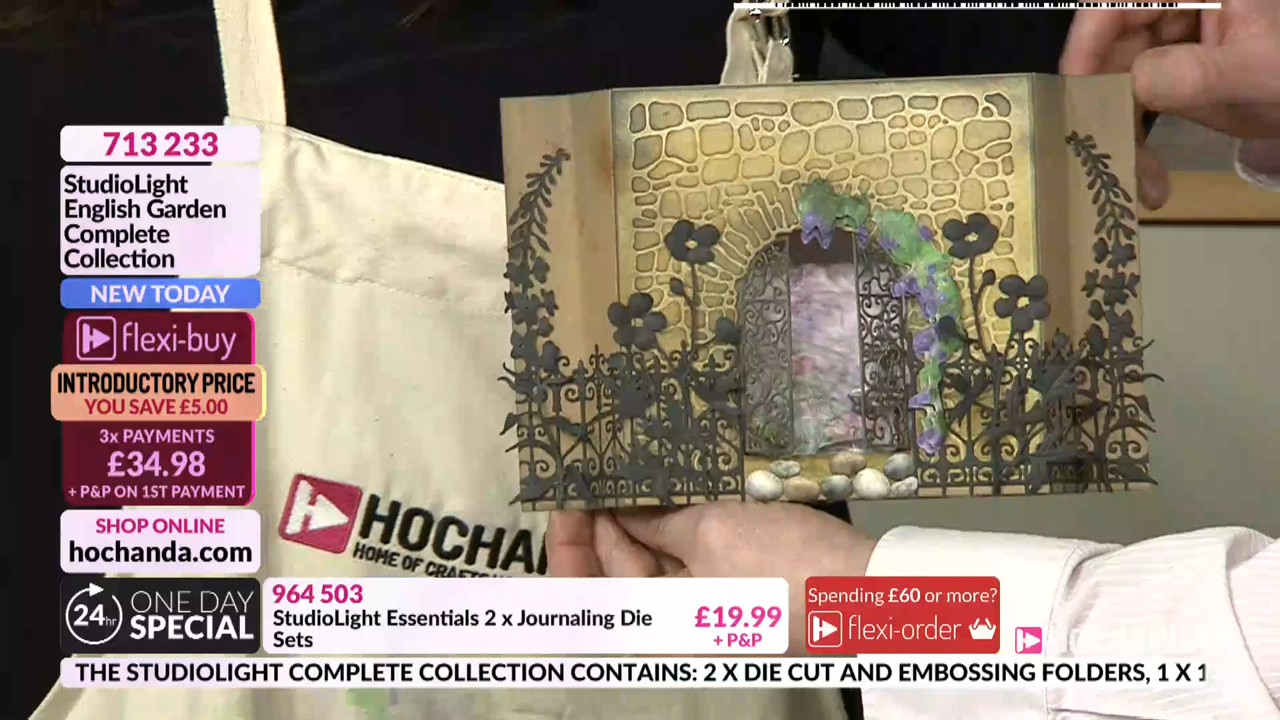 713 233
StudioLight
English Garden
Complete
Collection
NEW TODAY
flexi-buy
INTRODUCTORY PRICE
YOU SAVE £5.00
3x PAYMENTS
£34.98
+ P&P ON 1ST PAYMENT
SHOP ONLINE
hochanda.com
HOCHA
HOME OF CRAFTS
24hr ONE DAY
SPECIAL
964 503
StudioLight Essentials 2 x Journaling Die
Sets
£19.99
+ P&P
Spending £60 or more?
flexi-order
THE STUDIOLIGHT COMPLETE COLLECTION CONTAINS: 2 X DIE CUT AND EMBOSSING FOLDERS, 1 X 1